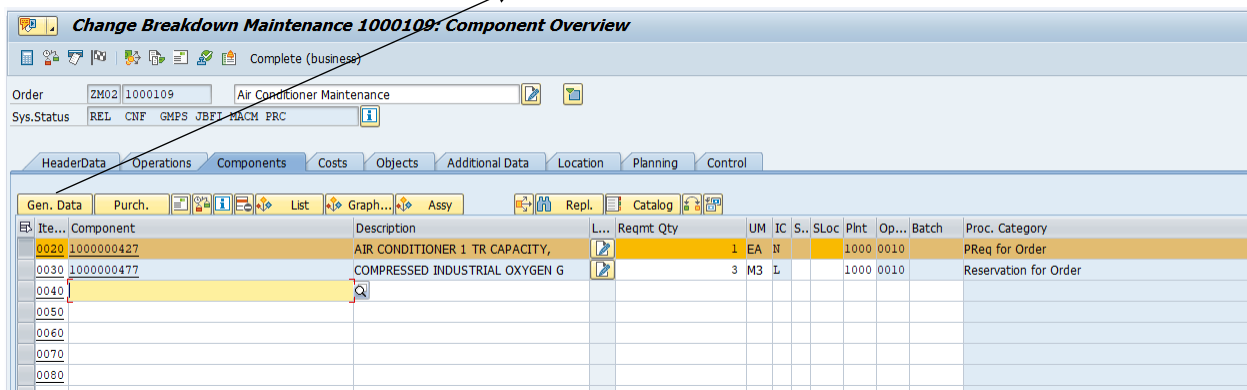 Change Breakdown Maintenance 1000109: Component Overview
Complete (business)
Order ZM02 1000109 Air Conditioner Maintenance
Sys.Status REL CNF GMPS JBFI MACM PRC
HeaderData Operations Components Costs Objects Additional Data Location Planning Control
Gen. Data Purch. List Graph... Assy Repl. Catalog
Ite... Component Description L... Reqmt Qty UM IC S.. SLoc Plnt Op... Batch Proc. Category
0020 1000000427 AIR CONDITIONER 1 TR CAPACITY, 1 EA N 1000 0010 PReq for Order
0030 1000000477 COMPRESSED INDUSTRIAL OXYGEN G 3 M3 L 1000 0010 Reservation for Order
0040
0050
0060
0070
0080